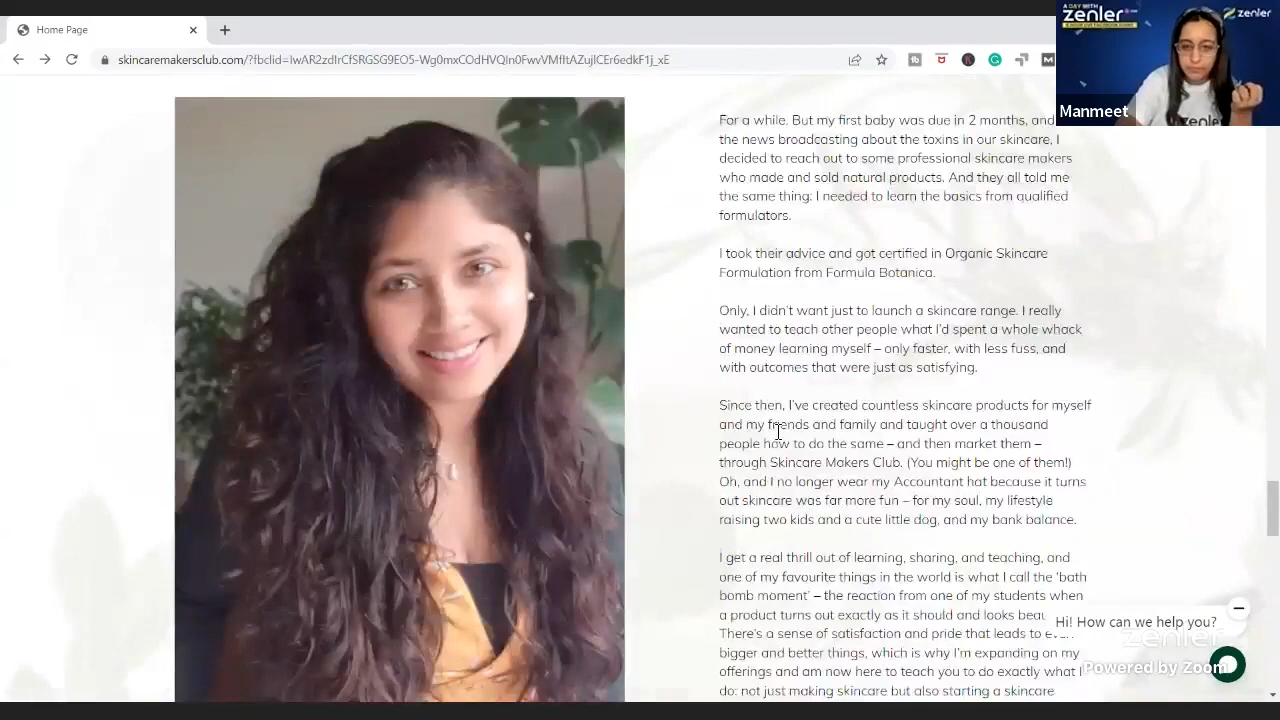 Home Page
skincaremakersclub.com/?fbclid=
A DAY WITH
zenler
zenler
Manmeet
For a while. But my first baby was due in 2 months, and
the news broadcasting about the toxins in our skincare, I
decided to reach out to some professional skincare makers
who made and sold natural products. And they all told me
the same thing: I needed to learn the basics from qualified
formulators.
I took their advice and got certified in Organic Skincare
Formulation from Formula Botanica.
Only, I didn't want just to launch a skincare range. I really
wanted to teach other people what I'd spent a whole whack
of money learning myself – only faster, with less fuss, and
with outcomes that were just as satisfying.
Since then, I've created countless skincare products for myself
and my friends and family and taught over a thousand
people how to do the same – and then market them –
through Skincare Makers Club. (You might be one of them!)
Oh, and I no longer wear my Accountant hat because it turns
out skincare was far more fun – for my soul, my lifestyle
raising two kids and a cute little dog, and my bank balance.
I get a real thrill out of learning, sharing, and teaching, and
one of my favourite things in the world is what I call the 'bath
bomb moment' – the reaction from one of my students when
a product turns out exactly as it should and looks
There's a sense of satisfaction and pride that leads to
bigger and better things, which is why I'm expanding on my
offerings and am now here to teach you to do exactly what I
do: not just making skincare but also starting a skincare
Hi! How can we help you?
zenler
Powered by Zoom